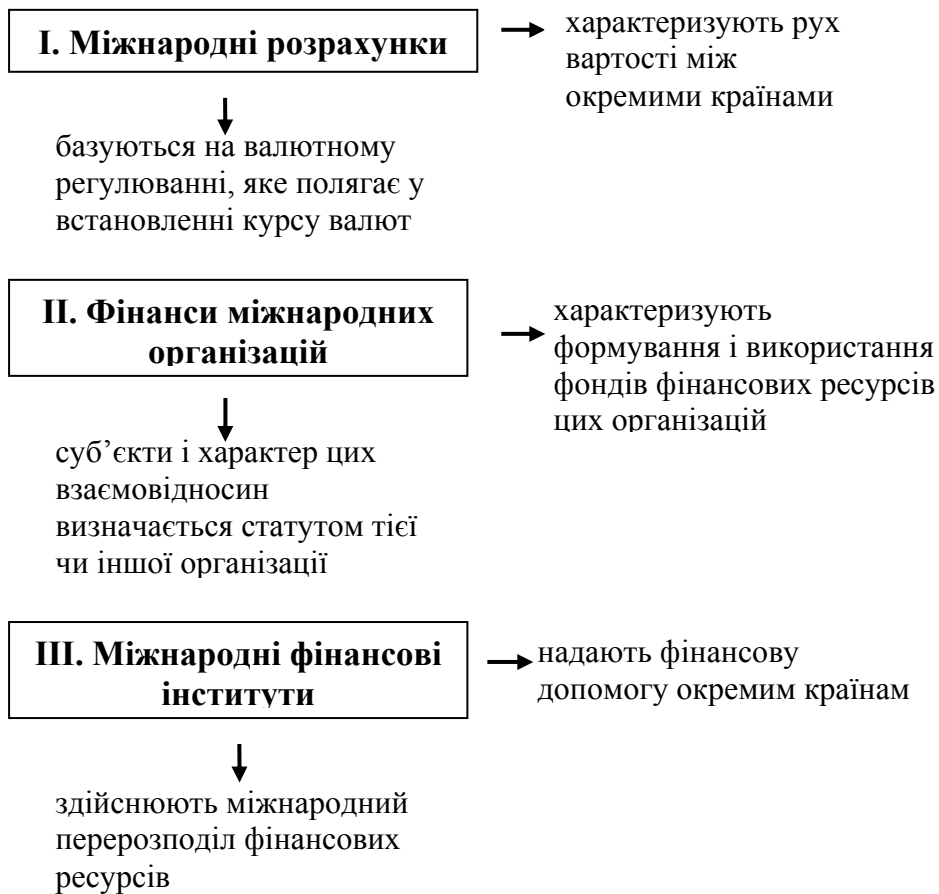 І. Міжнародні розрахунки
характеризують рух
вартості між
окремими країнами
базуються на валютному
регулюванні, яке полягає у
встановленні курсу валют
ІІ. Фінанси міжнародних
організацій
характеризують
формування і використання
фондів фінансових ресурсів
цих організацій
суб’єкти і характер цих
взаємовідносин
визначається статутом тієї
чи іншої організації
ІІІ. Міжнародні фінансові
інститути
надають фінансову
допомогу окремим країнам
здійснюють міжнародний
перерозподіл фінансових
ресурсів